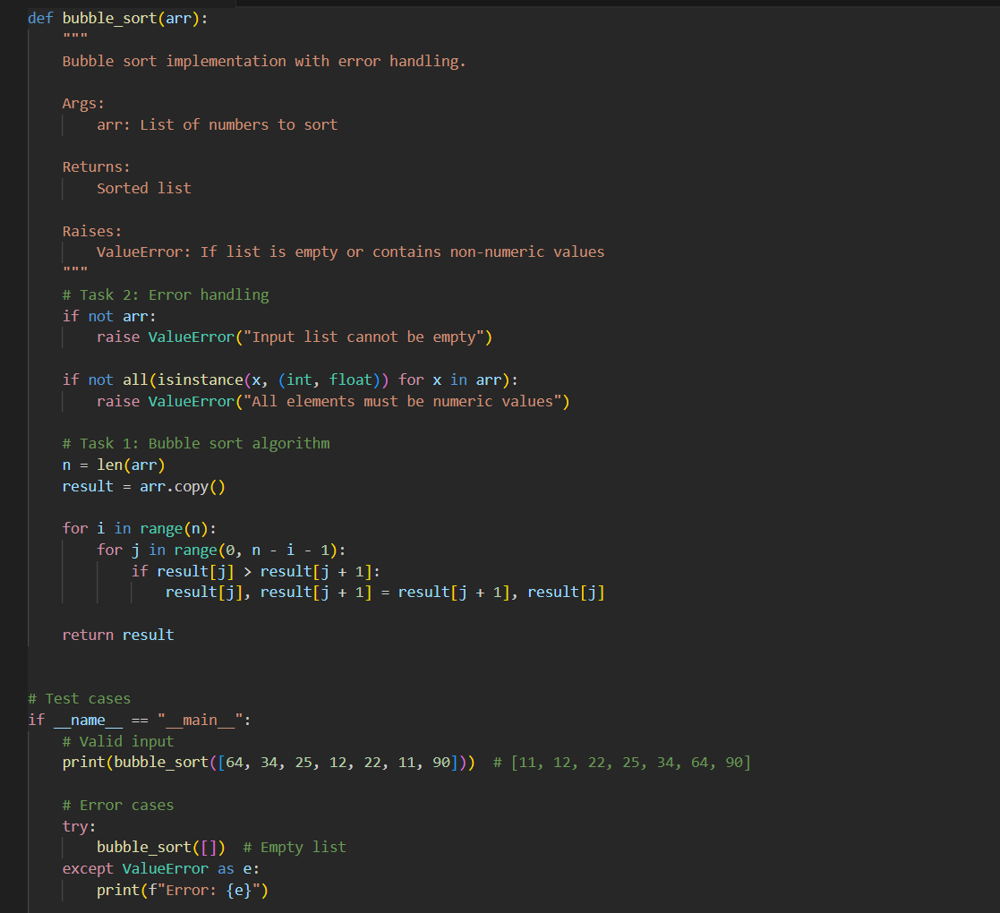 def bubble_sort(arr):
    """
    Bubble sort implementation with error handling.

    Args:
        arr: List of numbers to sort

    Returns:
        Sorted list

    Raises:
        ValueError: If list is empty or contains non-numeric values
    """
    # Task 2: Error handling
    if not arr:
        raise ValueError("Input list cannot be empty")

    if not all(isinstance(x, (int, float)) for x in arr):
        raise ValueError("All elements must be numeric values")

    # Task 1: Bubble sort algorithm
    n = len(arr)
    result = arr.copy()

    for i in range(n):
        for j in range(0, n - i - 1):
            if result[j] > result[j + 1]:
                result[j], result[j + 1] = result[j + 1], result[j]

    return result


# Test cases
if __name__ == "__main__":
    # Valid input
    print(bubble_sort([64, 34, 25, 12, 22, 11, 90]))  # [11, 12, 22, 25, 34, 64, 90]

    # Error cases
    try:
        bubble_sort([])  # Empty list
    except ValueError as e:
        print(f"Error: {e}")